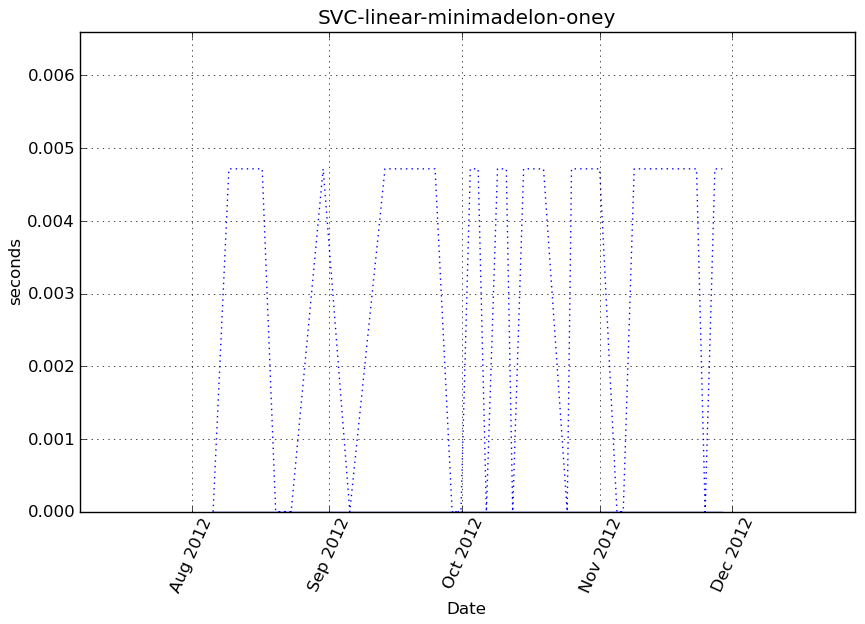 SVC-linear-minimadelon-oney
0.006
0.005
0.004
0.003
0.002
0.001
0.000
seconds
Aug 2012
Sep 2012
Oct 2012
Nov 2012
Dec 2012
Date